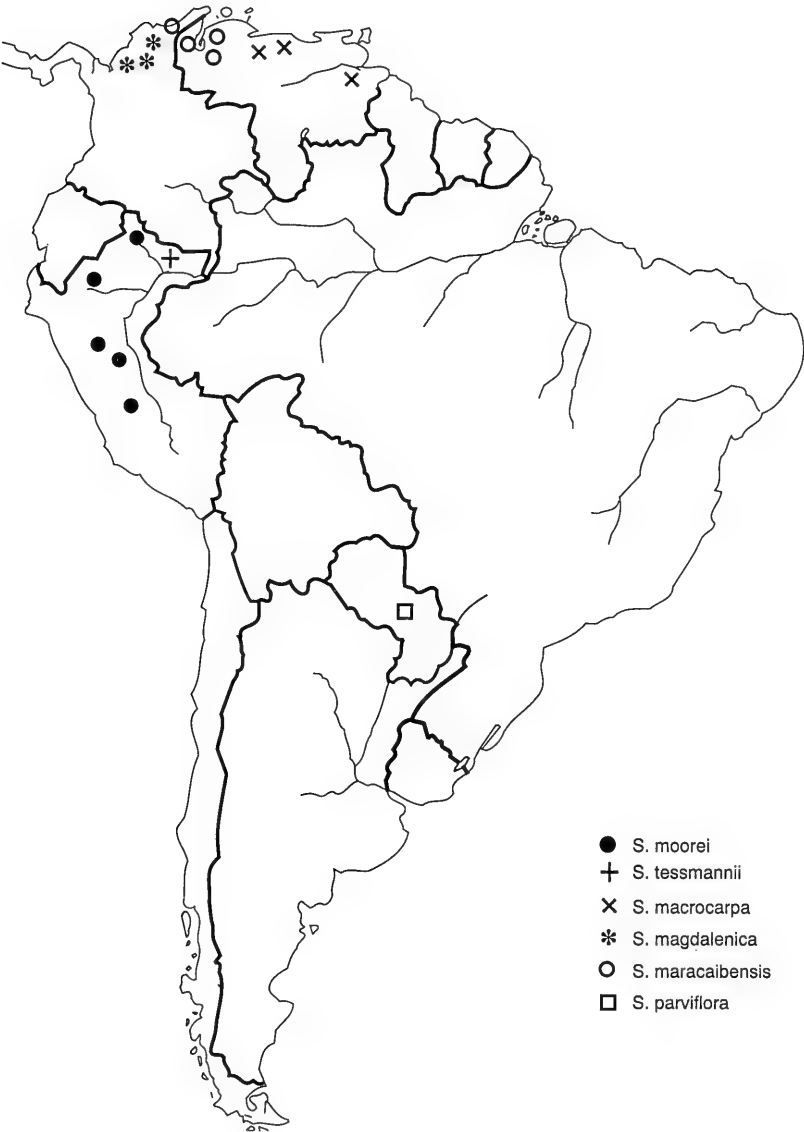 S. moorei
S. tessmannii
S. macrocarpa
S. magdalenica
S. maracaibensis
S. parviflora